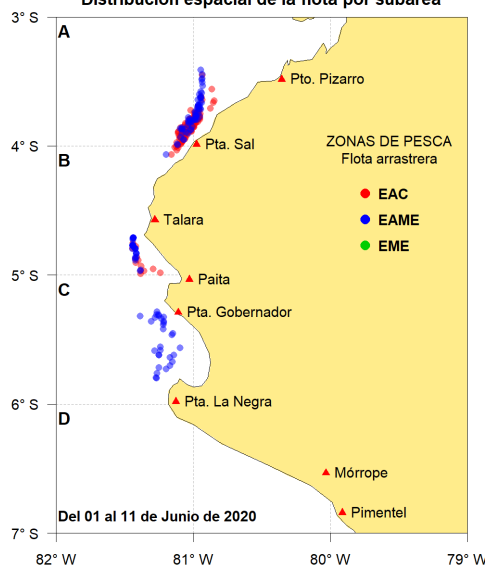 Distribución espacial de la flota por subárea
3° S
A
Pto. Pizarro
ZONAS DE PESCA
Flota arrastrera
4° S
Pta. Sal
B
EAC
EAME
EME
Talara
5° S
Paita
C
Pta. Gobernador
6° S
Pta. La Negra
D
Mórrope
Pimentel
Del 01 al 11 de Junio de 2020
7° S
82° W 81° W 80° W 79° W